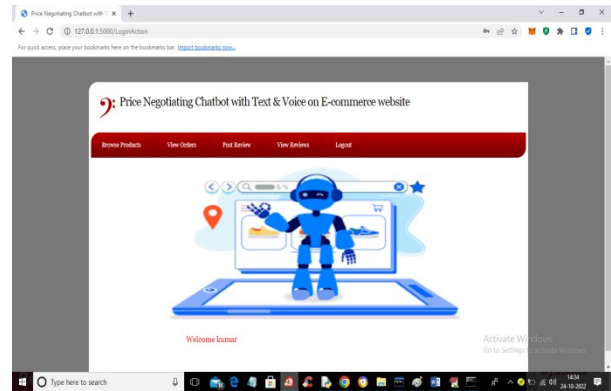 Price Negotiating Chatbot with T
127.0.0.1:5000/LoginAction
For quick access, place your bookmarks here on the bookmarks bar. Import bookmarks now...
Price Negotiating Chatbot with Text & Voice on E-commerce website
Browse Products View Orders Post Review View Reviews Logout
Welcome kumar
Activate Windows
Go to Settings to activate Windows.
Type here to search
14:34
24-10-2022